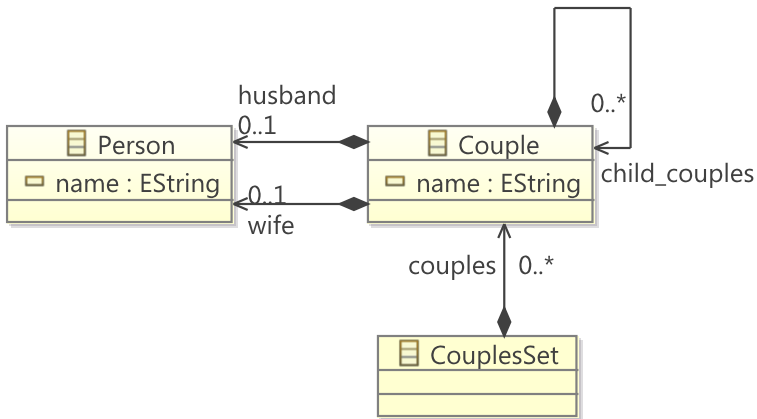 husband
0..1
0..*
Person
Couple
child_couples
name : EString
name : EString
0..1
wife
couples
0..*
CouplesSet